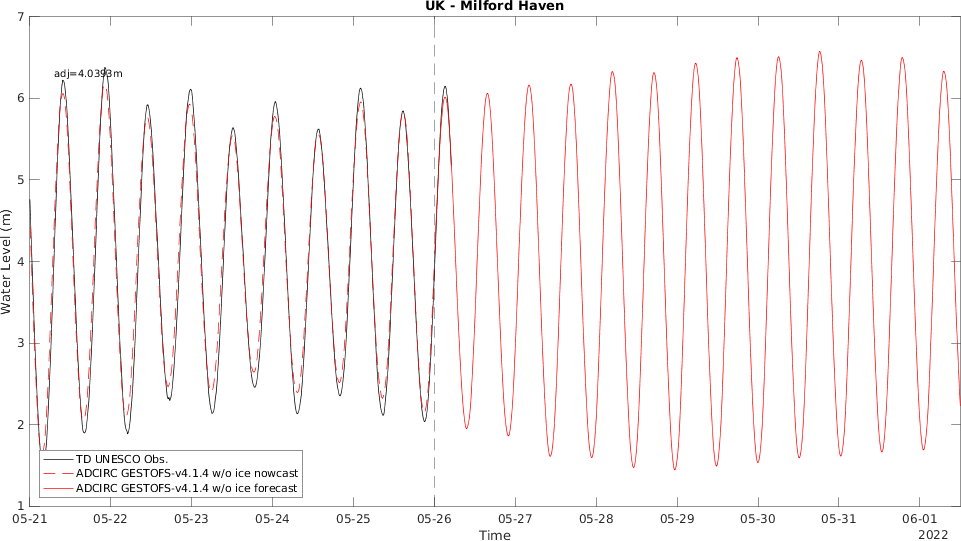 UK - Milford Haven
adj=4.0393m
7
6
5
4
3
2
1
Water Level (m)
TD UNESCO Obs.
ADCIRC GESTOFS-v4.1.4 w/o ice nowcast
ADCIRC GESTOFS-v4.1.4 w/o ice forecast
05-21 05-22 05-23 05-24 05-25 05-26 05-27 05-28 05-29 05-30 05-31 06-01
Time
2022